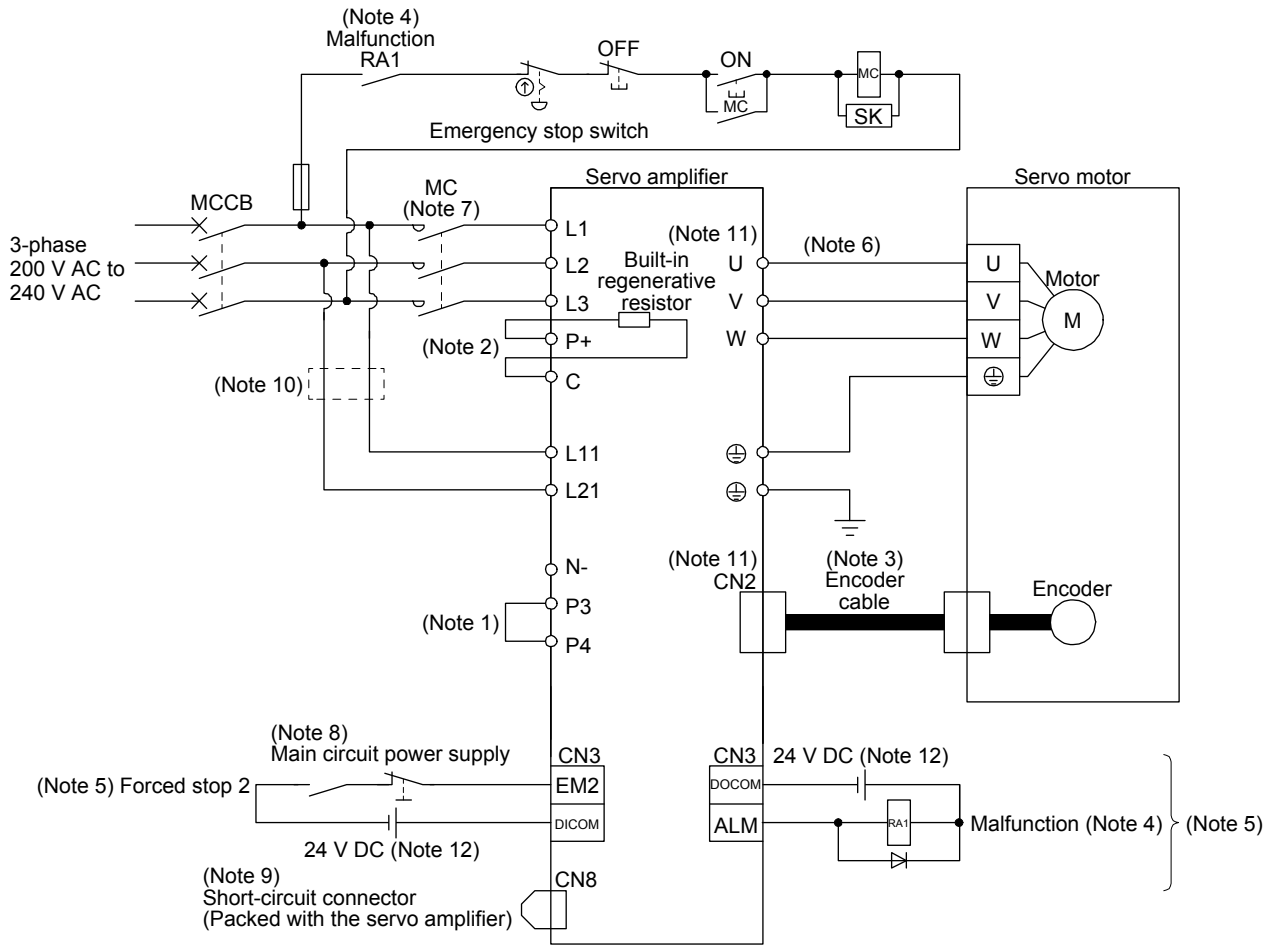 (Note 4)
Malfunction
RA1
OFF
ON
MC
MC
SK
Emergency stop switch
MCCB
MC
(Note 7)
Servo amplifier
Servo motor
3-phase
200 V AC to
240 V AC
L1
L2
L3
P+
C
(Note 2)
Built-in
regenerative
resistor
(Note 11)
U
V
W
(Note 6)
U
V
W
Motor
M
(Note 10)
L11
L21
N-
P3
P4
(Note 1)
(Note 11)
CN2
(Note 3)
Encoder
cable
Encoder
(Note 8)
Main circuit power supply
(Note 5) Forced stop 2
CN3
EM2
DICOM
24 V DC (Note 12)
CN3
DOCOM
ALM
24 V DC (Note 12)
RA1
Malfunction (Note 4)
(Note 5)
(Note 9)
Short-circuit connector
(Packed with the servo amplifier)
CN8